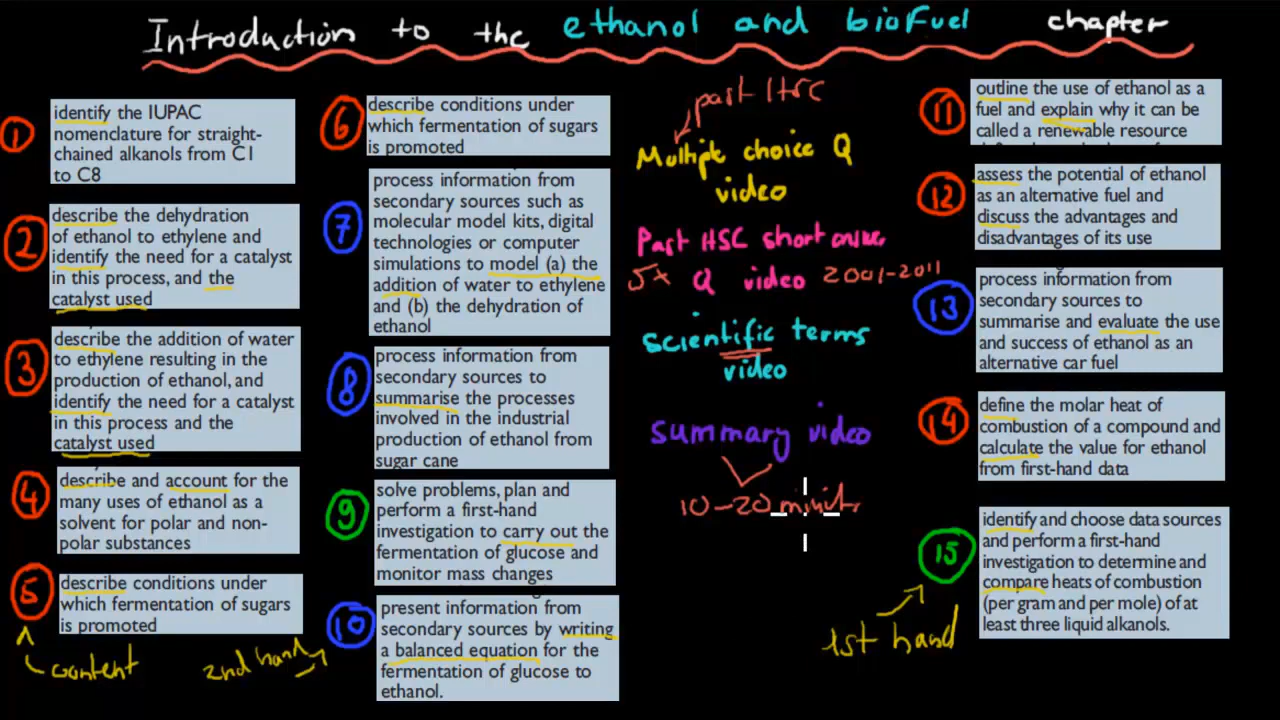 Introduction to the ethanol and biofuel chapter
1
identify the IUPAC
nomenclature for straight-
chained alkanols from C1
to C8
2
describe the dehydration
of ethanol to ethylene and
identify the need for a catalyst
in this process, and the
catalyst used
3
describe the addition of water
to ethylene resulting in the
production of ethanol, and
identify the need for a catalyst
in this process and the
catalyst used
4
describe and account for the
many uses of ethanol as a
solvent for polar and non-
polar substances
5
describe conditions under
which fermentation of sugars
is promoted
content
6
describe conditions under
which fermentation of sugars
is promoted
7
process information from
secondary sources such as
molecular model kits, digital
technologies or computer
simulations to model (a) the
addition of water to ethylene
and (b) the dehydration of
ethanol
8
process information from
secondary sources to
summarise the processes
involved in the industrial
production of ethanol from
sugar cane
9
solve problems, plan and
perform a first-hand
investigation to carry out the
fermentation of glucose and
monitor mass changes
10
present information from
secondary sources by writing
a balanced equation for the
fermentation of glucose to
ethanol.
2nd hand
past HSC
Multiple choice Q
video
Past HSC short
5x Q video 2001-2011
Scientific terms
video
Summary video
10-20
11
outline the use of ethanol as a
fuel and explain why it can be
called a renewable resource
12
assess the potential of ethanol
as an alternative fuel and
discuss the advantages and
disadvantages of its use
13
process information from
secondary sources to
summarise and evaluate the use
and success of ethanol as an
alternative car fuel
14
define the molar heat of
combustion of a compound and
calculate the value for ethanol
from first-hand data
15
identify and choose data sources
and perform a first-hand
investigation to determine and
compare heats of combustion
(per gram and per mole) of at
least three liquid alkanols.
1st hand